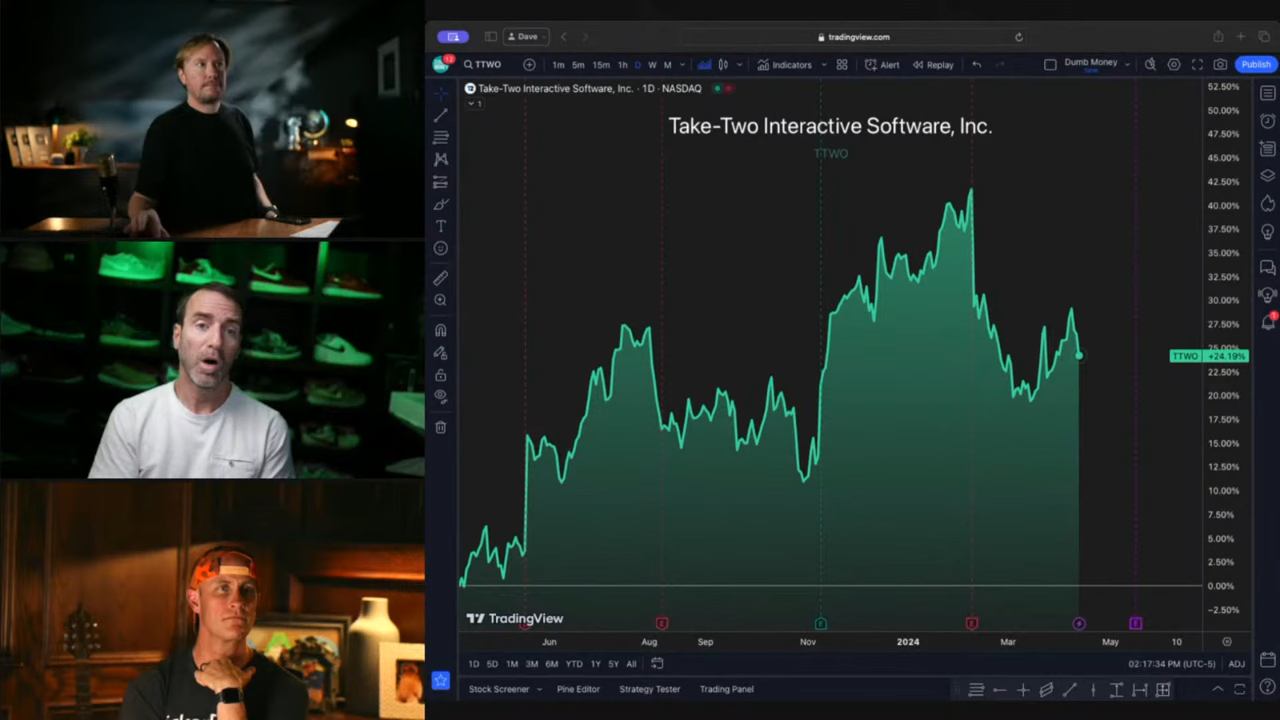 Dave
tradingview.com
12
TTWO
1m 5m 15m 1h D W M
Indicators
Alert
Replay
Dumb Money
Save
Publish
Take-Two Interactive Software, Inc. · 1D · NASDAQ
1
Take-Two Interactive Software, Inc.
TTWO
52.50%
50.00%
47.50%
45.00%
42.50%
40.00%
37.50%
35.00%
32.50%
30.00%
27.50%
25.00%
TTWO +24.19%
22.50%
20.00%
17.50%
15.00%
12.50%
10.00%
7.50%
5.00%
2.50%
0.00%
−2.50%
TradingView
E E E E
Jun Aug Sep Nov 2024 Mar May 10
1D 5D 1M 3M 6M YTD 1Y 5Y All
02:17:34 PM (UTC-5) ADJ
Stock Screener Pine Editor Strategy Tester Trading Panel